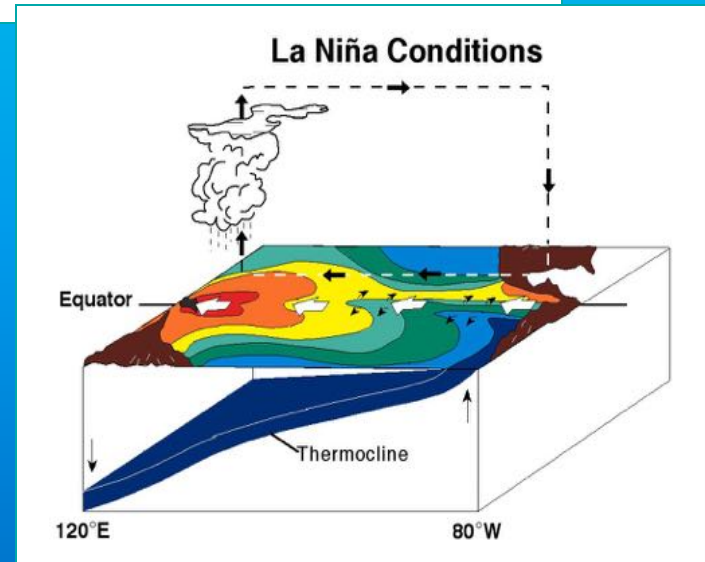 La Niña Conditions
Equator
Thermocline
120°E
80°W